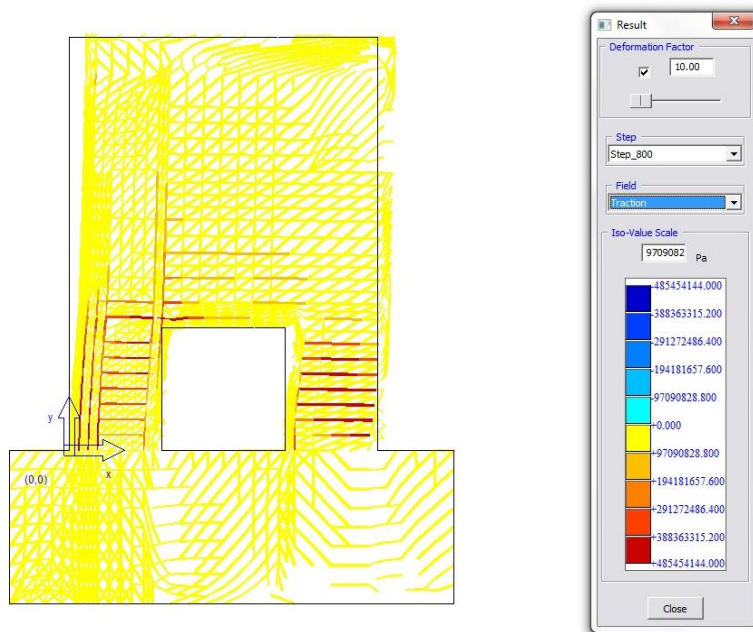 y
x
(0,0)
Result
Deformation Factor
10.00
Step
Step_800
Field
Traction
Iso-Value Scale
9709082 Pa
-485454144.000
-388363315.200
-291272486.400
-194181657.600
-97090828.800
+0.000
+97090828.800
+194181657.600
+291272486.400
+388363315.200
+485454144.000
Close